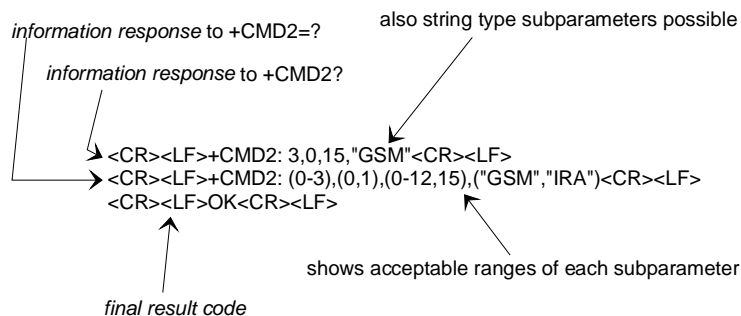 information response to +CMD2=?
also string type subparameters possible
information response to +CMD2?
<CR><LF>+CMD2: 3,0,15,"GSM"<CR><LF>
<CR><LF>+CMD2: (0-3),(0,1),(0-12,15),("GSM","IRA")<CR><LF>
<CR><LF>OK<CR><LF>
shows acceptable ranges of each subparameter
final result code